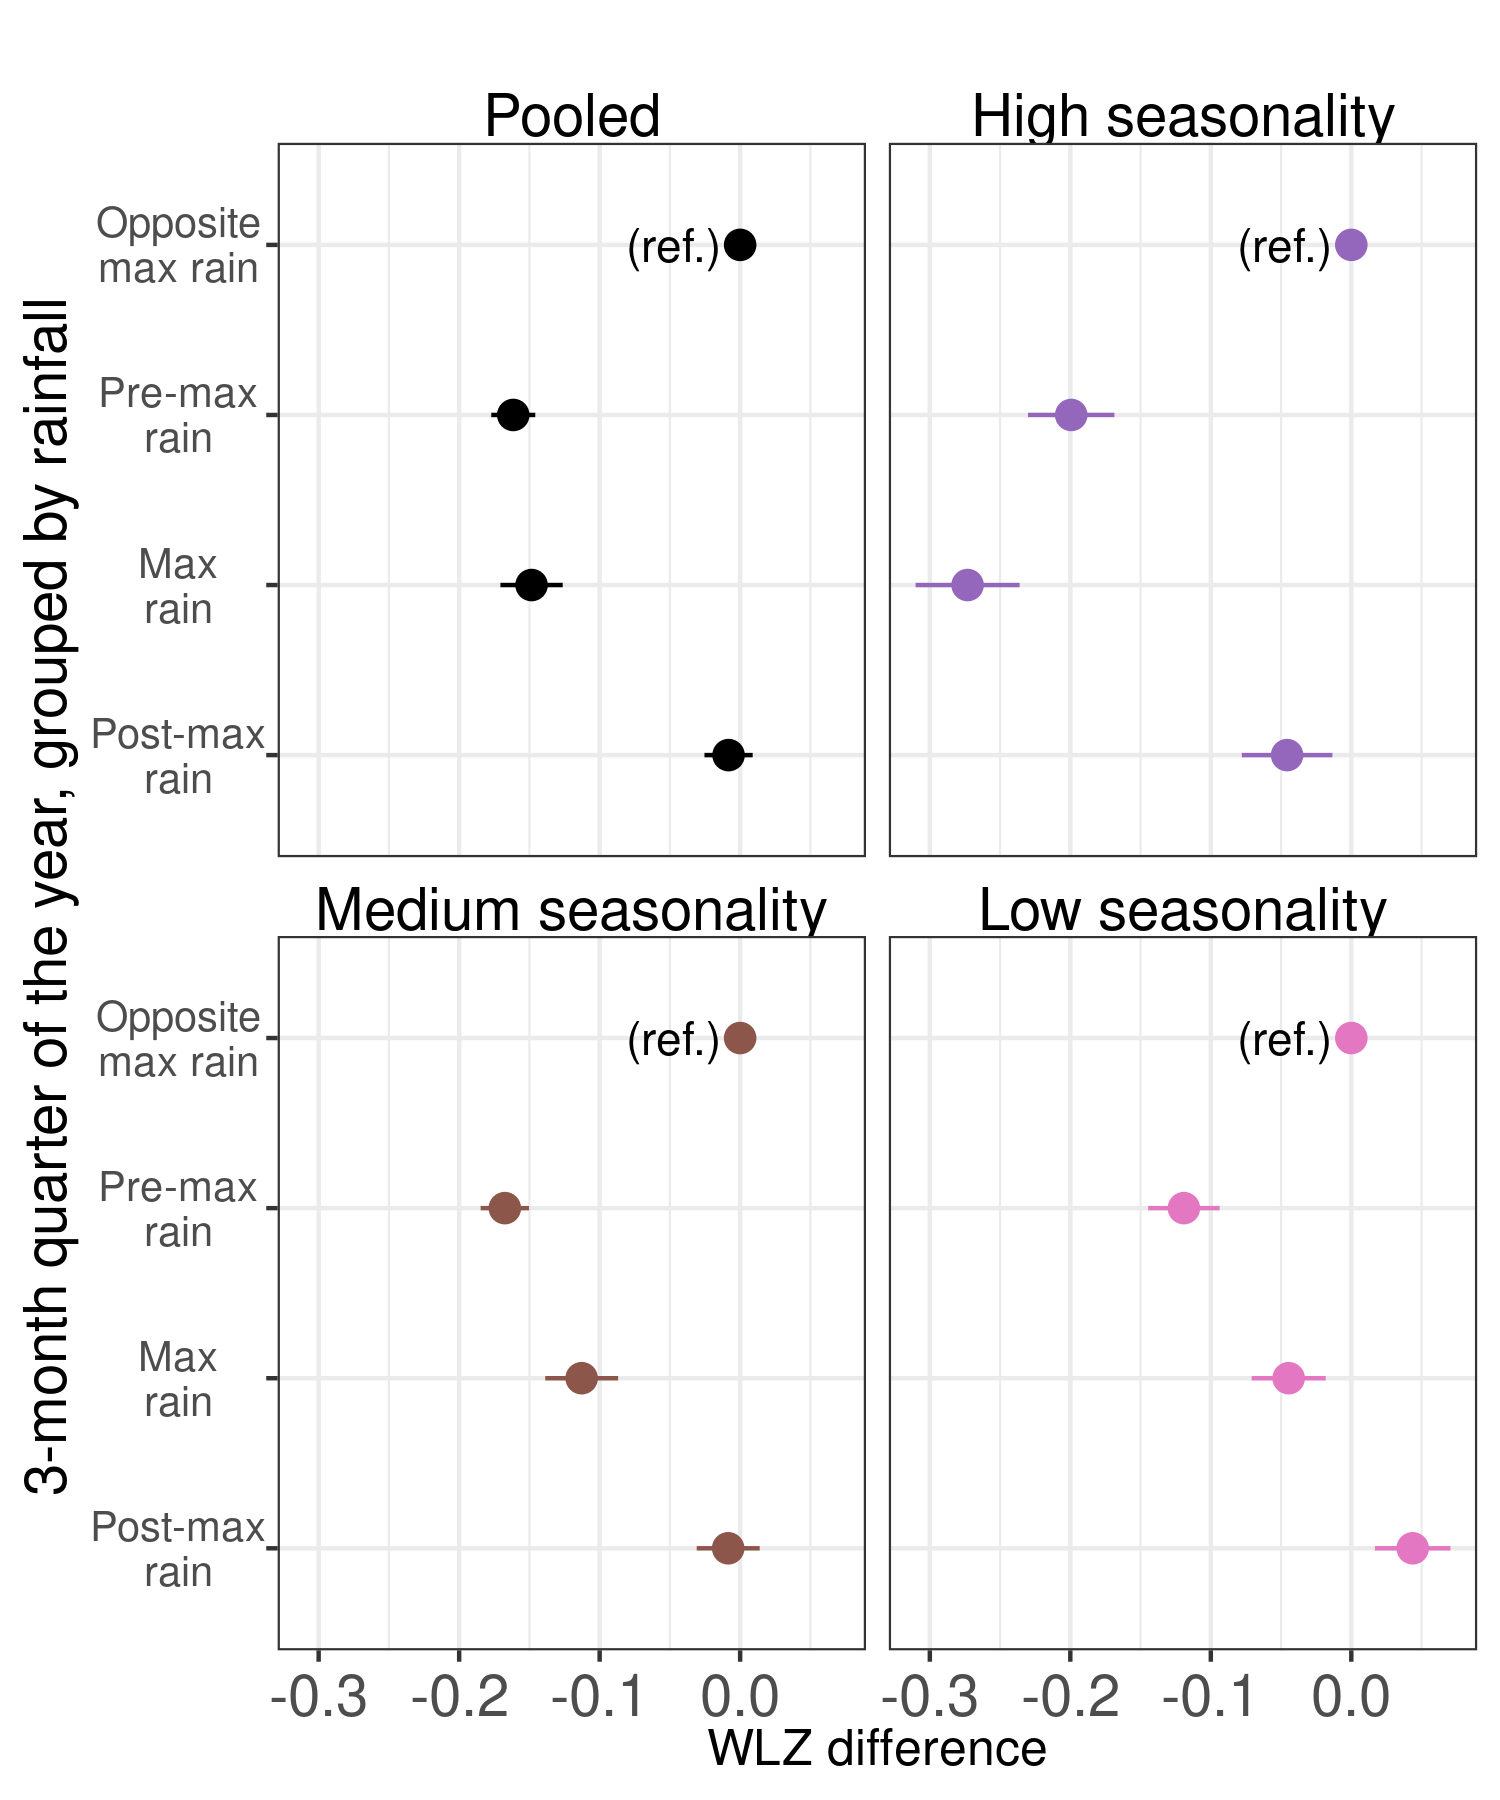 Pooled
High seasonality
3-month quarter of the year, grouped by rainfall
Opposite
max rain
(ref.)
(ref.)
Pre-max
rain
Max
rain
Post-max
rain
Medium seasonality
Low seasonality
Opposite
max rain
(ref.)
(ref.)
Pre-max
rain
Max
rain
Post-max
rain
-0.3 -0.2 -0.1 0.0
-0.3 -0.2 -0.1 0.0
WLZ difference